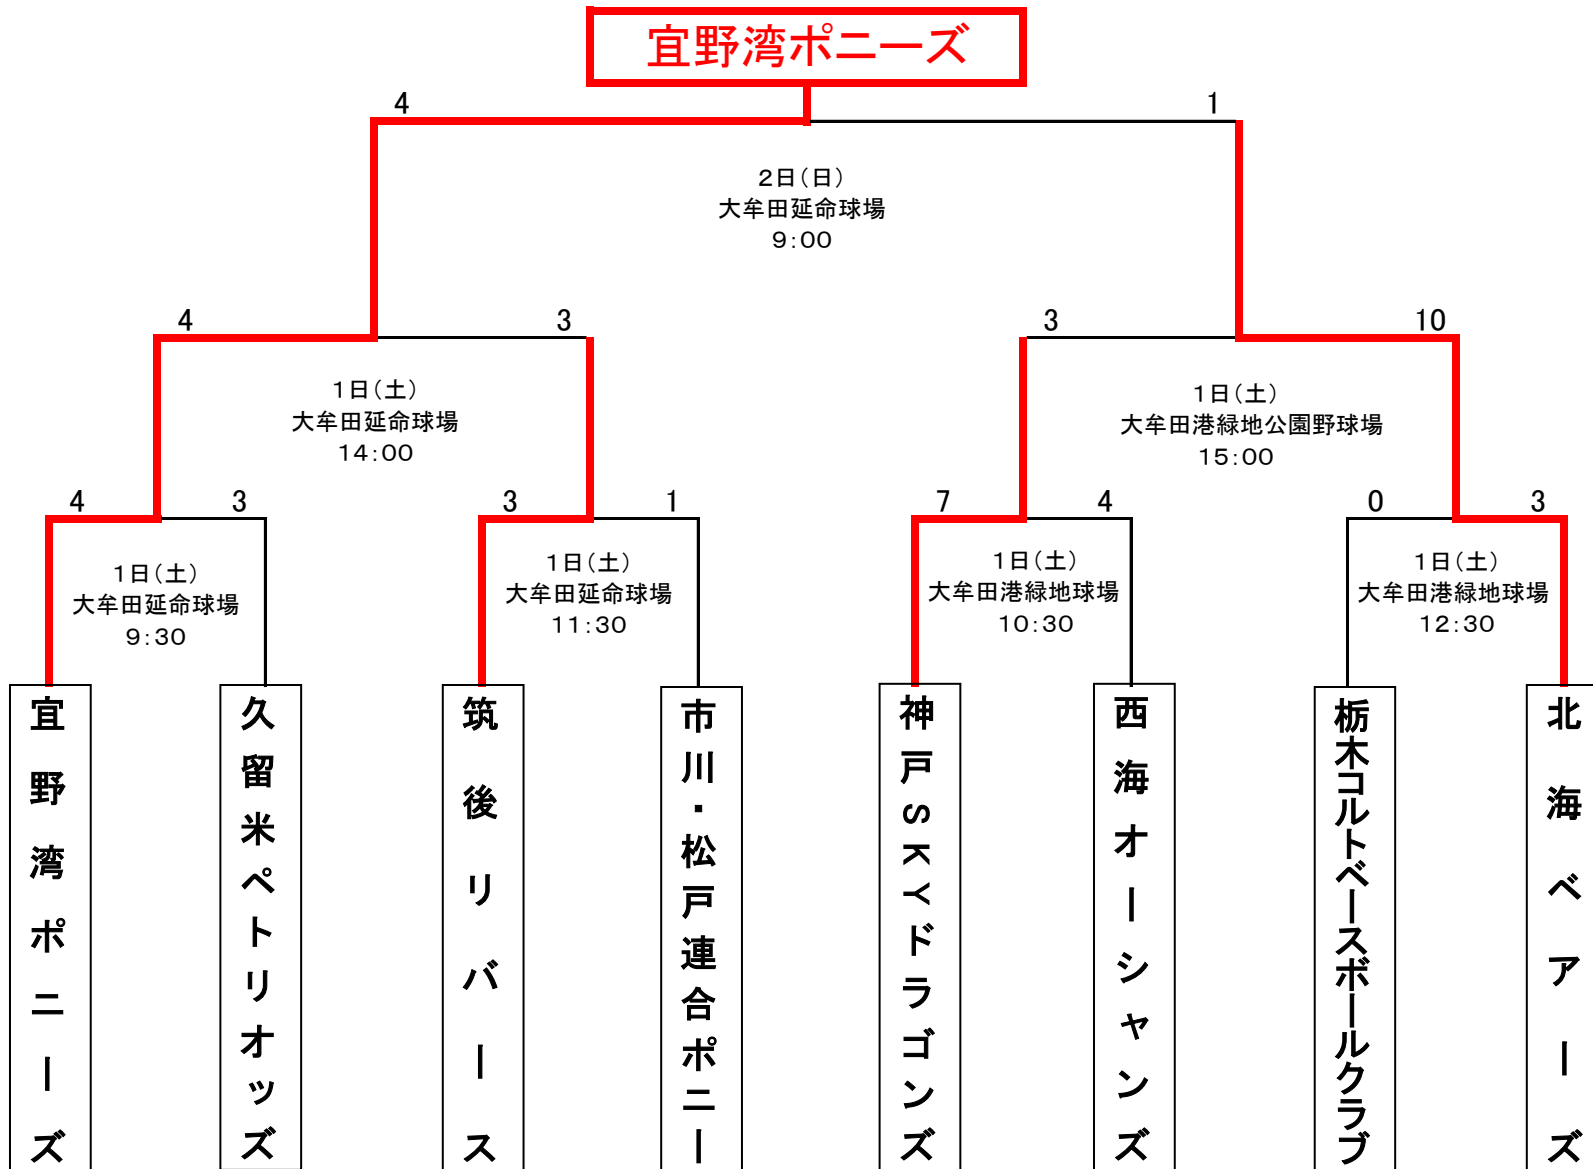 宜野湾ポニーズ
4
1
2日(日)
大牟田延命球場
9:00
4
3
3
10
1日(土)
大牟田延命球場
14:00
1日(土)
大牟田港緑地公園野球場
15:00
4
3
3
1
7
4
0
3
1日(土)
大牟田延命球場
9:30
1日(土)
大牟田延命球場
11:30
1日(土)
大牟田港緑地球場
10:30
1日(土)
大牟田港緑地球場
12:30
宜野湾ポニーズ
久留米ペトリオッズ
筑後リバース
市川・松戸連合ポニー
神戸SKYドラゴンズ
西海オーシャンズ
栃木コルトベースボールクラブ
北海ベアーズ